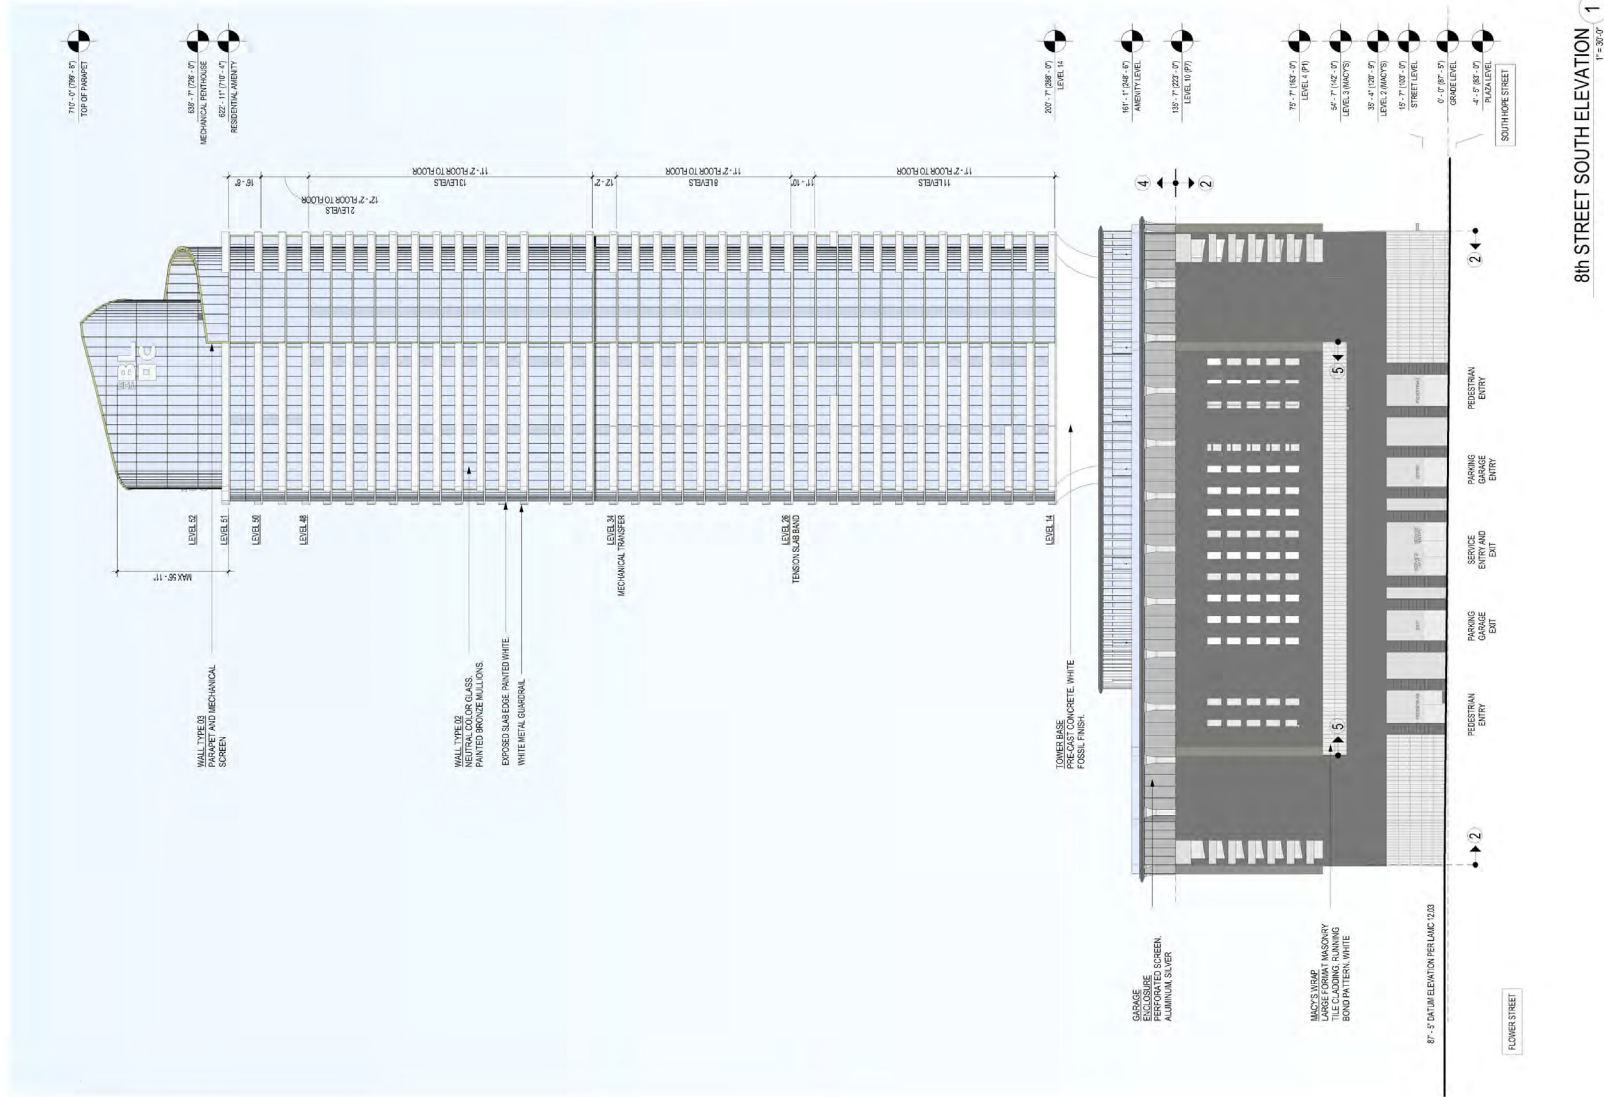 710' - 0"
TOP OF PARAPET
638' - 7" (726' - 0")
MECHANICAL PENTHOUSE
622' - 11" (710' - 4")
RESIDENTIAL AMENITY
200' - 7" (288' - 0")
LEVEL 14
161' - 1" (248' - 6")
AMENITY LEVEL
135' - 7" (223' - 0")
LEVEL 10 (P7)
75' - 7" (163' - 0")
LEVEL 4 (P1)
54' - 7" (142' - 0")
LEVEL 3 (MACY'S)
LEVEL 2 (MACY'S)
15' - 7" (103' - 0")
STREET LEVEL
0' - 0" (87' - 5")
GRADE LEVEL
-4' - 5" (83' - 0")
PLAZA LEVEL
SOUTH HOPE STREET
16' - 8"
2 LEVELS
12' - 2" FLOOR TO FLOOR
13 LEVELS
11' - 2" FLOOR TO FLOOR
12' - 2"
8 LEVELS
11' - 2" FLOOR TO FLOOR
11' - 10"
11 LEVELS
11' - 2" FLOOR TO FLOOR
4
2
2
5
5
2
LEVEL 52
LEVEL 51
LEVEL 50
LEVEL 48
LEVEL 34
MECHANICAL TRANSFER
LEVEL 26
TENSION SLAB BAND
LEVEL 14
MAX 56' - 11"
PEDESTRIAN
ENTRY
PARKING
GARAGE
ENTRY
SERVICE
ENTRY AND
EXIT
PARKING
GARAGE
EXIT
PEDESTRIAN
ENTRY
WALL TYPE 03
PARAPET AND MECHANICAL
SCREEN
WALL TYPE 02
NEUTRAL COLOR GLASS.
PAINTED BRONZE MULLIONS.
EXPOSED SLAB EDGE. PAINTED WHITE.
WHITE METAL GUARDRAIL
TOWER BASE
PRE-CAST CONCRETE. WHITE
FOSSIL FINISH.
GARAGE
ENCLOSURE
PERFORATED SCREEN.
ALUMINUM, SILVER
MACY'S WRAP
LARGE FORMAT MASONRY
TILE CLADDING. RUNNING
BOND PATTERN. WHITE
87' - 5" DATUM ELEVATION PER LAMC 12.03
FLOWER STREET
8th STREET SOUTH ELEVATION
1
1" = 30'-0"